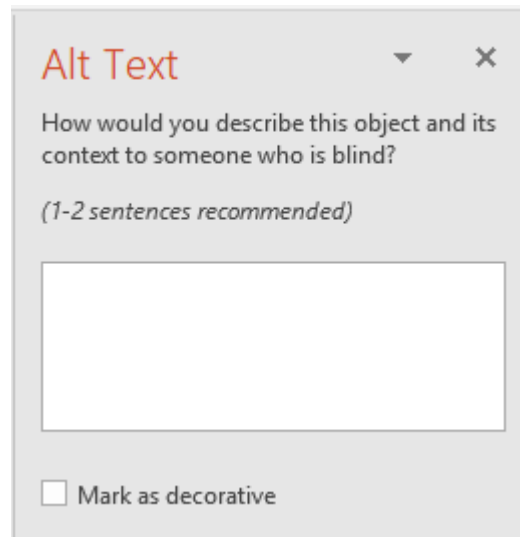 Alt Text
How would you describe this object and its
context to someone who is blind?
(1-2 sentences recommended)
Mark as decorative